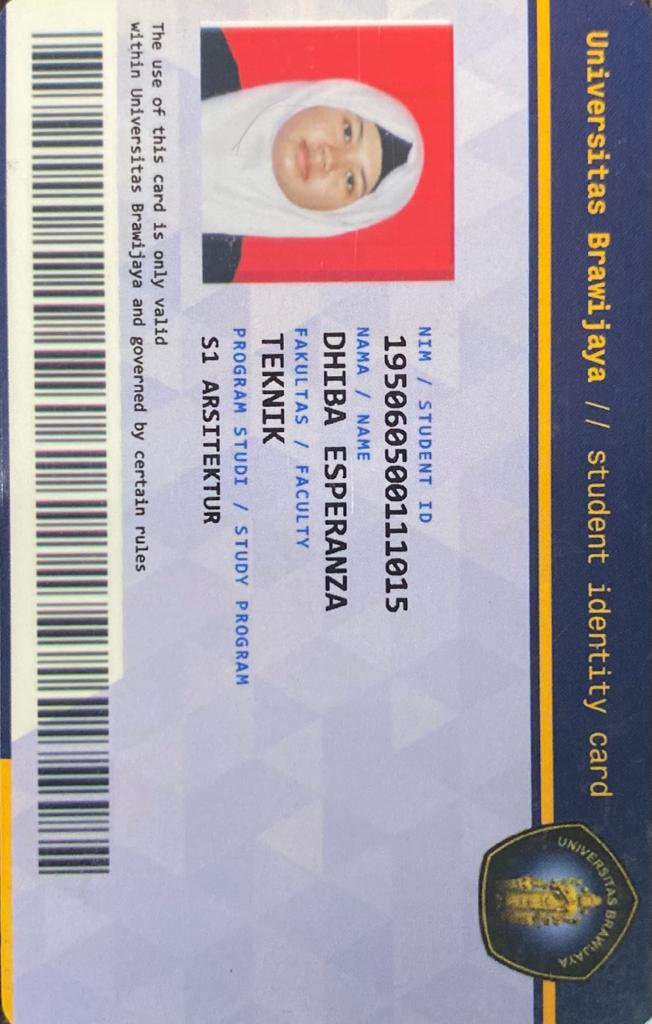 Universitas Brawijaya // student identity card
UNIVERSITAS BRAWIJAYA
NIM / STUDENT ID
195060500111015
NAMA / NAME
DHIBA ESPERANZA
FAKULTAS / FACULTY
TEKNIK
PROGRAM STUDI / STUDY PROGRAM
S1 ARSITEKTUR
The use of this card is only valid
within Universitas Brawijaya and governed by certain rules